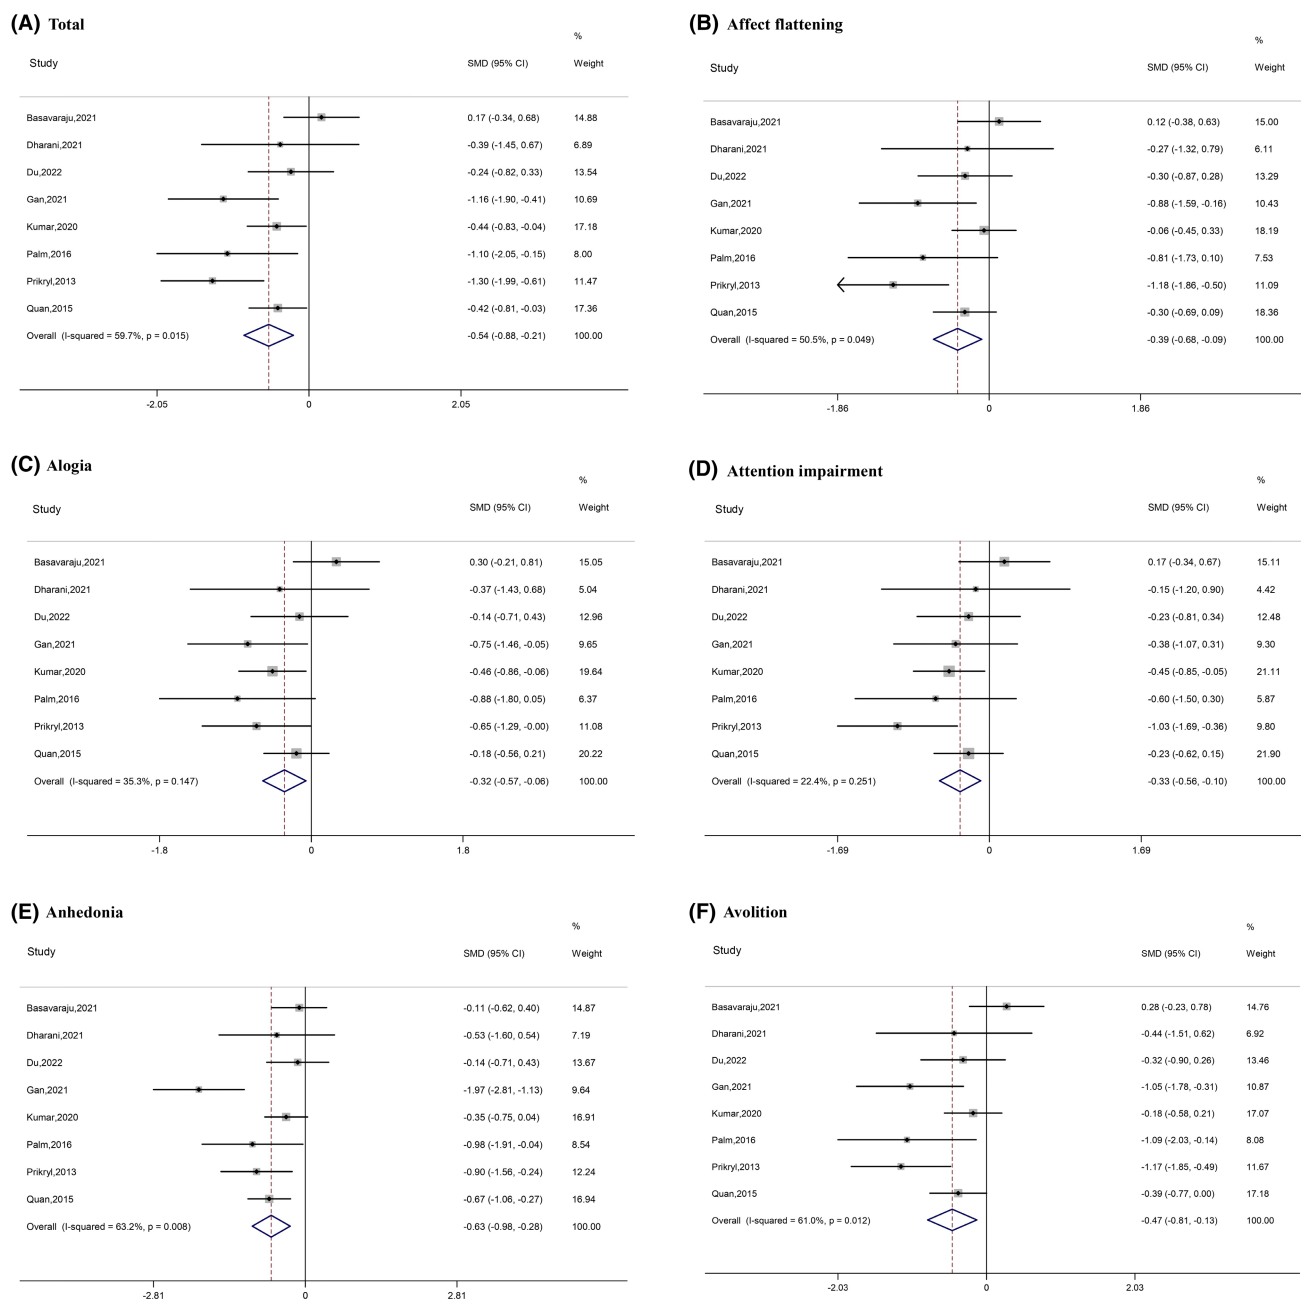 (A) Total
%
Study SMD (95% CI) Weight
Basavaraju,2021 0.17 (-0.34, 0.68) 14.88
Dharani,2021 -0.39 (-1.45, 0.67) 6.89
Du,2022 -0.24 (-0.82, 0.33) 13.54
Gan,2021 -1.16 (-1.90, -0.41) 10.69
Kumar,2020 -0.44 (-0.83, -0.04) 17.18
Palm,2016 -1.10 (-2.05, -0.15) 8.00
Prikryl,2013 -1.30 (-1.99, -0.61) 11.47
Quan,2015 -0.42 (-0.81, -0.03) 17.36
Overall (I-squared = 59.7%, p = 0.015) -0.54 (-0.88, -0.21) 100.00
-2.05 0 2.05
(B) Affect flattening
%
Study SMD (95% CI) Weight
Basavaraju,2021 0.12 (-0.38, 0.63) 15.00
Dharani,2021 -0.27 (-1.32, 0.79) 6.11
Du,2022 -0.30 (-0.87, 0.28) 13.29
Gan,2021 -0.88 (-1.59, -0.16) 10.43
Kumar,2020 -0.06 (-0.45, 0.33) 18.19
Palm,2016 -0.81 (-1.73, 0.10) 7.53
Prikryl,2013 -1.18 (-1.86, -0.50) 11.09
Quan,2015 -0.30 (-0.69, 0.09) 18.36
Overall (I-squared = 50.5%, p = 0.049) -0.39 (-0.68, -0.09) 100.00
-1.86 0 1.86
(C) Alogia
%
Study SMD (95% CI) Weight
Basavaraju,2021 0.30 (-0.21, 0.81) 15.05
Dharani,2021 -0.37 (-1.43, 0.68) 5.04
Du,2022 -0.14 (-0.71, 0.43) 12.96
Gan,2021 -0.75 (-1.46, -0.05) 9.65
Kumar,2020 -0.46 (-0.86, -0.06) 19.64
Palm,2016 -0.88 (-1.80, 0.05) 6.37
Prikryl,2013 -0.65 (-1.29, -0.00) 11.08
Quan,2015 -0.18 (-0.56, 0.21) 20.22
Overall (I-squared = 35.3%, p = 0.147) -0.32 (-0.57, -0.06) 100.00
-1.8 0 1.8
(D) Attention impairment
%
Study SMD (95% CI) Weight
Basavaraju,2021 0.17 (-0.34, 0.67) 15.11
Dharani,2021 -0.15 (-1.20, 0.90) 4.42
Du,2022 -0.23 (-0.81, 0.34) 12.48
Gan,2021 -0.38 (-1.07, 0.31) 9.30
Kumar,2020 -0.45 (-0.85, -0.05) 21.11
Palm,2016 -0.60 (-1.50, 0.30) 5.87
Prikryl,2013 -1.03 (-1.69, -0.36) 9.80
Quan,2015 -0.23 (-0.62, 0.15) 21.90
Overall (I-squared = 22.4%, p = 0.251) -0.33 (-0.56, -0.10) 100.00
-1.69 0 1.69
(E) Anhedonia
%
Study SMD (95% CI) Weight
Basavaraju,2021 -0.11 (-0.62, 0.40) 14.87
Dharani,2021 -0.53 (-1.60, 0.54) 7.19
Du,2022 -0.14 (-0.71, 0.43) 13.67
Gan,2021 -1.97 (-2.81, -1.13) 9.64
Kumar,2020 -0.35 (-0.75, 0.04) 16.91
Palm,2016 -0.98 (-1.91, -0.04) 8.54
Prikryl,2013 -0.90 (-1.56, -0.24) 12.24
Quan,2015 -0.67 (-1.06, -0.27) 16.94
Overall (I-squared = 63.2%, p = 0.008) -0.63 (-0.98, -0.28) 100.00
-2.81 0 2.81
(F) Avolition
%
Study SMD (95% CI) Weight
Basavaraju,2021 0.28 (-0.23, 0.78) 14.76
Dharani,2021 -0.44 (-1.51, 0.62) 6.92
Du,2022 -0.32 (-0.90, 0.26) 13.46
Gan,2021 -1.05 (-1.78, -0.31) 10.87
Kumar,2020 -0.18 (-0.58, 0.21) 17.07
Palm,2016 -1.09 (-2.03, -0.14) 8.08
Prikryl,2013 -1.17 (-1.85, -0.49) 11.67
Quan,2015 -0.39 (-0.77, 0.00) 17.18
Overall (I-squared = 61.0%, p = 0.012) -0.47 (-0.81, -0.13) 100.00
-2.03 0 2.03